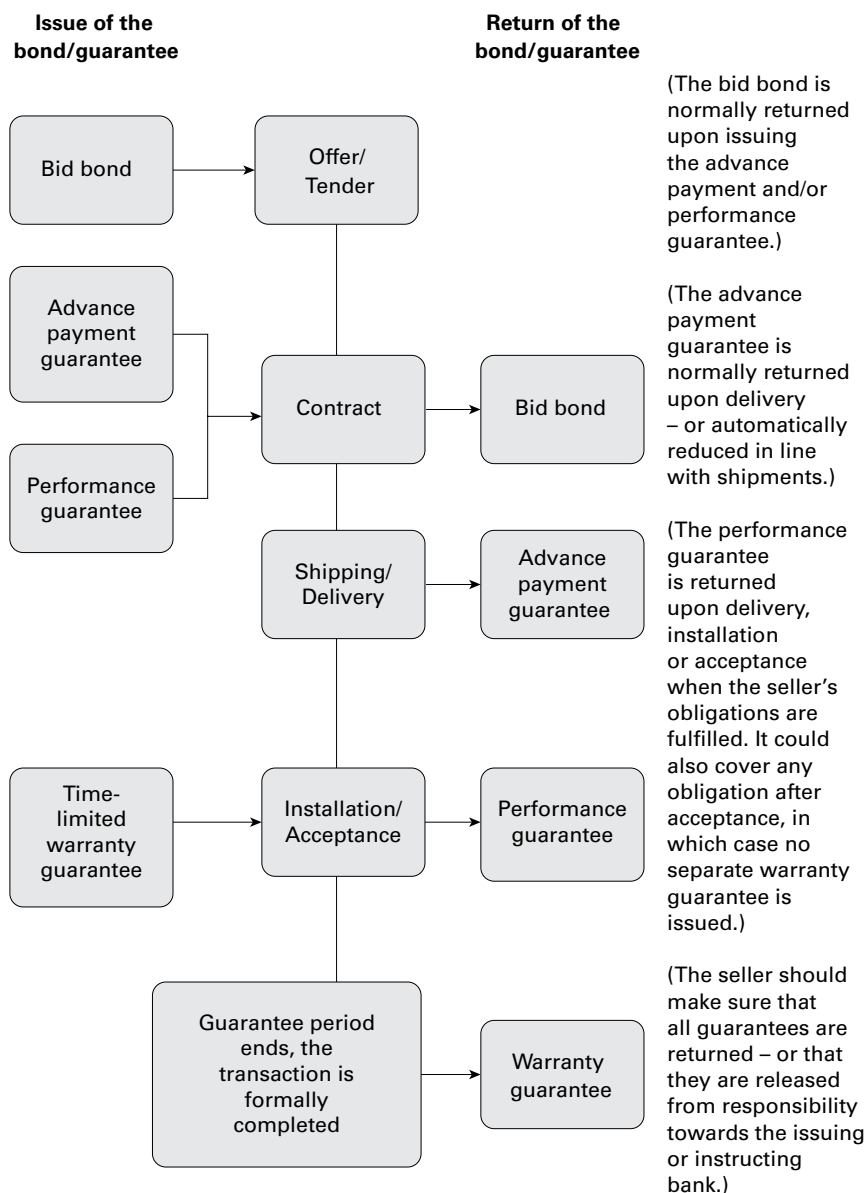 Issue of the
bond/guarantee
Return of the
bond/guarantee
Bid bond
Offer/
Tender
(The bid bond is
normally returned
upon issuing
the advance
payment and/or
performance
guarantee.)
Advance
payment
guarantee
Performance
guarantee
Contract
Bid bond
(The advance
payment
guarantee is
normally returned
upon delivery
– or automatically
reduced in line
with shipments.)
Shipping/
Delivery
Advance
payment
guarantee
(The performance
guarantee
is returned
upon delivery,
installation
or acceptance
when the seller’s
obligations are
fulfilled. It could
also cover any
obligation after
acceptance, in
which case no
separate warranty
guarantee is
issued.)
Time-
limited
warranty
guarantee
Installation/
Acceptance
Performance
guarantee
Guarantee period
ends, the
transaction is
formally
completed
Warranty
guarantee
(The seller should
make sure that
all guarantees are
returned – or that
they are released
from responsibility
towards the issuing
or instructing
bank.)